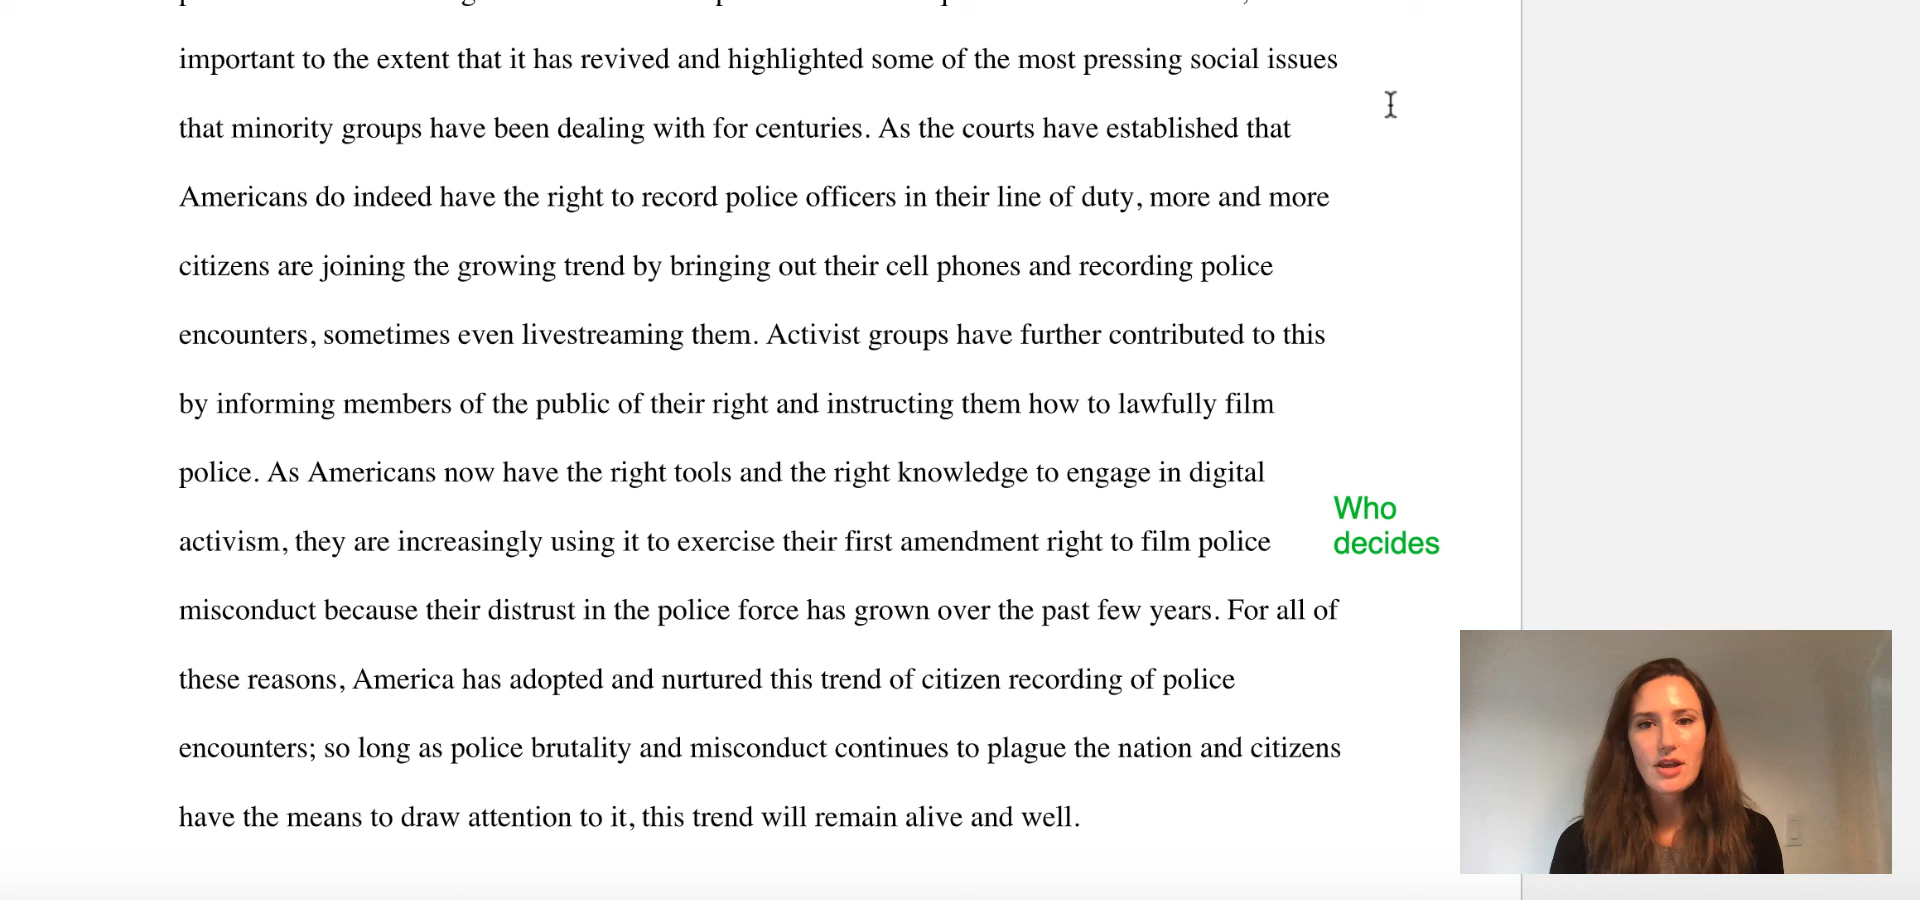 important to the extent that it has revived and highlighted some of the most pressing social issues
that minority groups have been dealing with for centuries. As the courts have established that
Americans do indeed have the right to record police officers in their line of duty, more and more
citizens are joining the growing trend by bringing out their cell phones and recording police
encounters, sometimes even livestreaming them. Activist groups have further contributed to this
by informing members of the public of their right and instructing them how to lawfully film
police. As Americans now have the right tools and the right knowledge to engage in digital
activism, they are increasingly using it to exercise their first amendment right to film police
misconduct because their distrust in the police force has grown over the past few years. For all of
these reasons, America has adopted and nurtured this trend of citizen recording of police
encounters; so long as police brutality and misconduct continues to plague the nation and citizens
have the means to draw attention to it, this trend will remain alive and well.
Who
decides